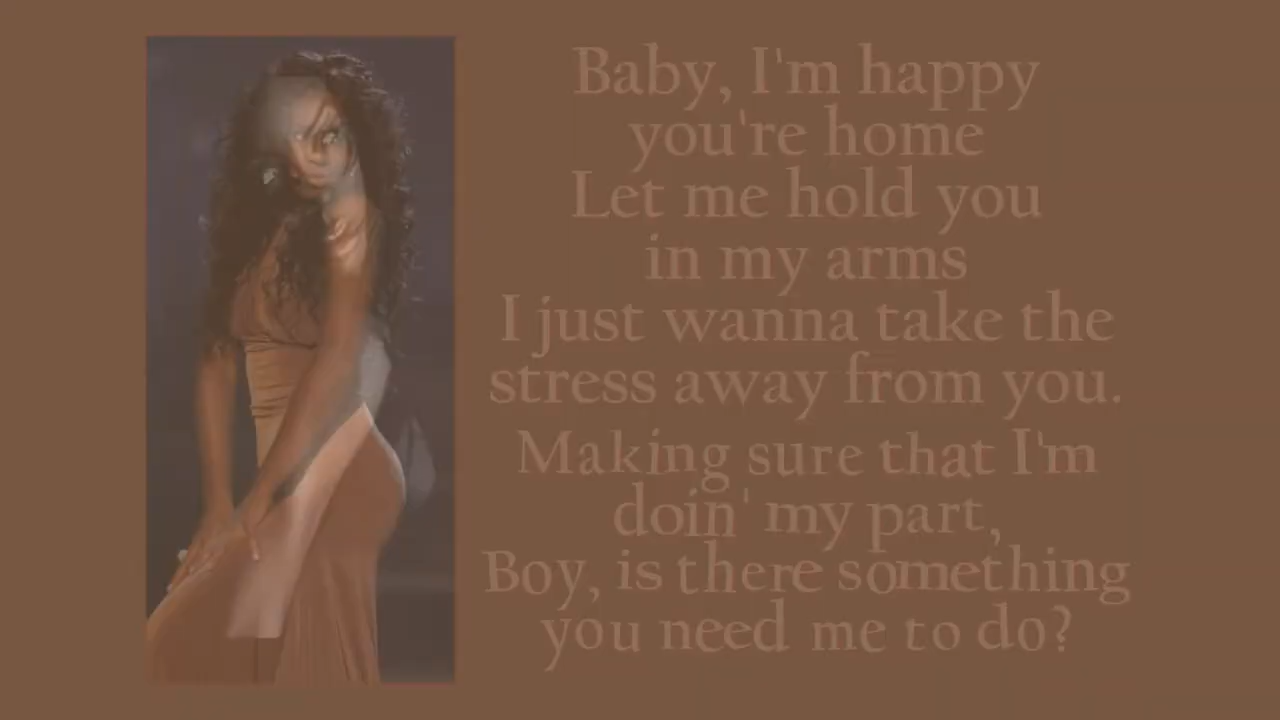 Baby, I'm happy
you're home
Let me hold you
in my arms
I just wanna take the
stress away from you.
Making sure that I'm
doin' my part,
Boy, is there something
you need me to do?